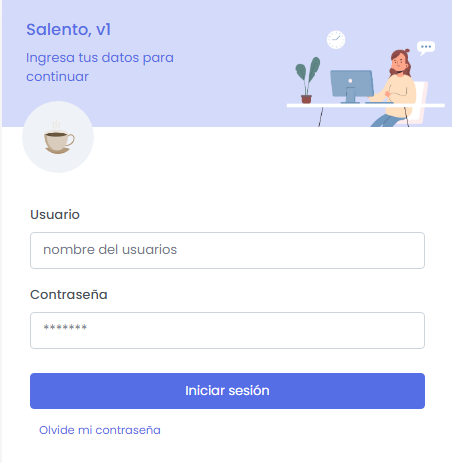 Salento, v1
Ingresa tus datos para
continuar
Usuario
nombre del usuarios
Contraseña
*******
Iniciar sesión
Olvide mi contraseña